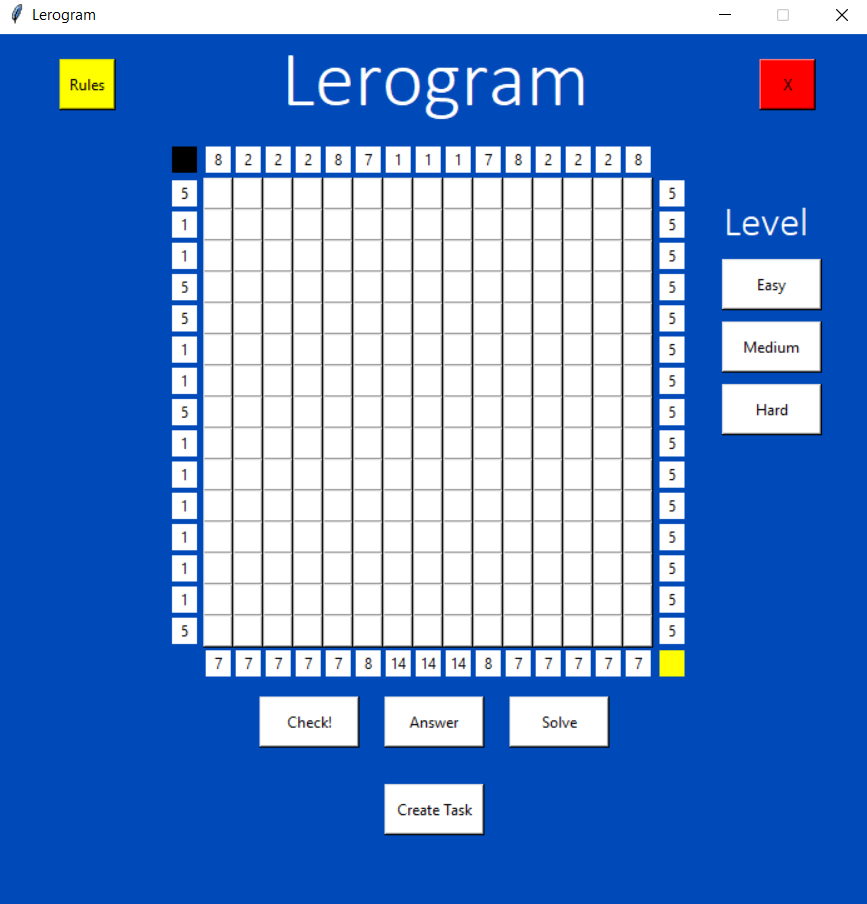 Lerogram
Rules
Lerogram
X
8 2 2 2 8 7 1 1 1 7 8 2 2 2 8
5 5
1 5
1 5
5 5
5 5
1 5
1 5
5 5
1 5
1 5
1 5
1 5
1 5
1 5
5 5
7 7 7 7 7 8 14 14 14 8 7 7 7 7 7
Level
Easy
Medium
Hard
Check! Answer Solve
Create Task